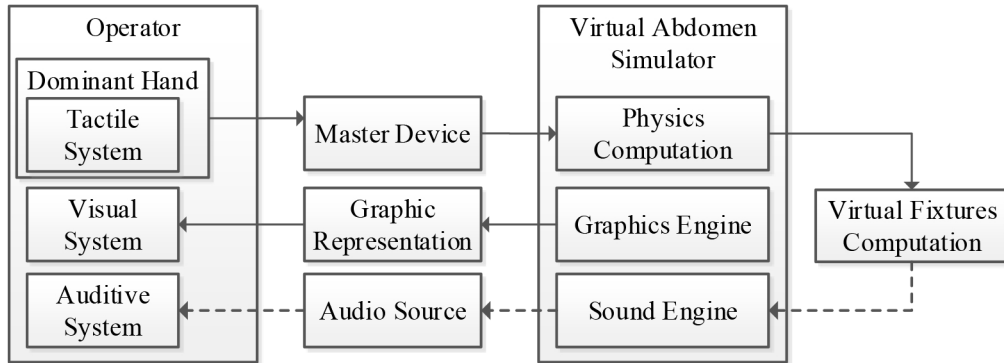 Operator
Dominant Hand
Tactile
System
Visual
System
Auditive
System
Master Device
Graphic
Representation
Audio Source
Virtual Abdomen
Simulator
Physics
Computation
Graphics Engine
Sound Engine
Virtual Fixtures
Computation